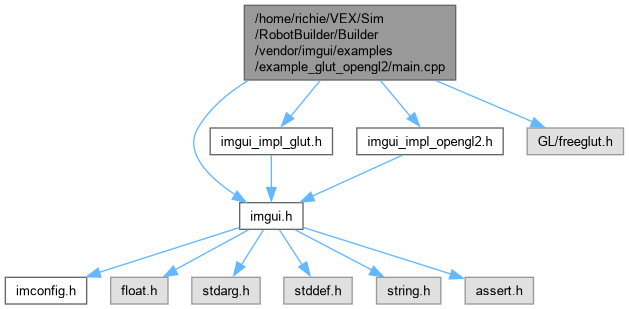 /home/richie/VEX/Sim
/RobotBuilder/Builder
/vendor/imgui/examples
/example_glut_opengl2/main.cpp
imgui_impl_glut.h
imgui_impl_opengl2.h
GL/freeglut.h
imgui.h
imconfig.h
float.h
stdarg.h
stddef.h
string.h
assert.h